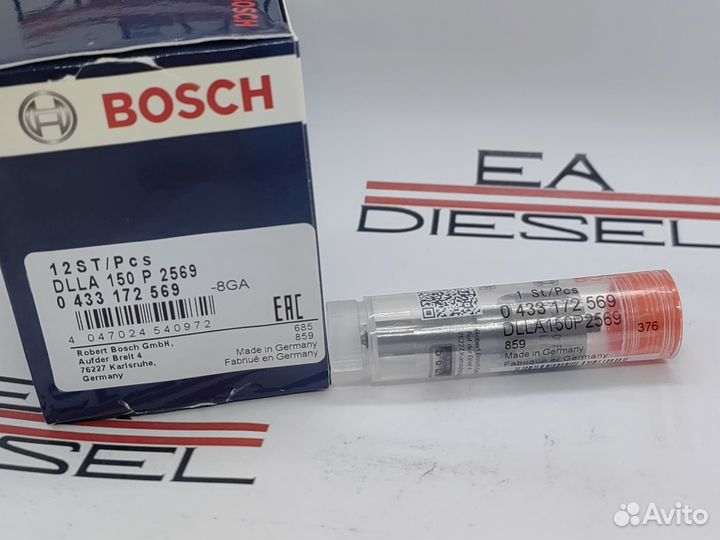 BOSCH
BOSCH
12ST/Pcs
DLLA 150 P 2569
0 433 172 569
-8GA
4 047024 540972
EAC
Robert Bosch GmbH,
Aufder Breit 4
76227 Karlsruhe,
Germany
685
859
Made in Germany
Fabriqué en Germany
EA
DIESEL
1 St/Pcs
0 433 172 569
DLLA150P2569
859
Made in Germany
Fabriqué en Germany
376
DIESEL
Avito